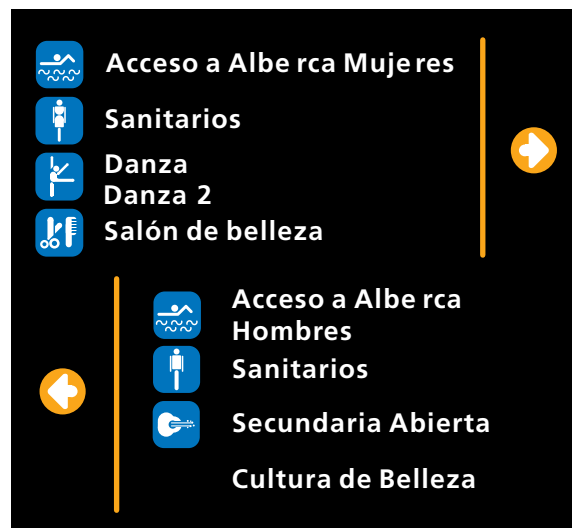 Acceso a Albe rca Muje res
Sanitarios
Danza
Danza 2
Salón de belleza
Acceso a Albe rca
Hombres
Sanitarios
Secundaria Abierta
Cultura de Belleza